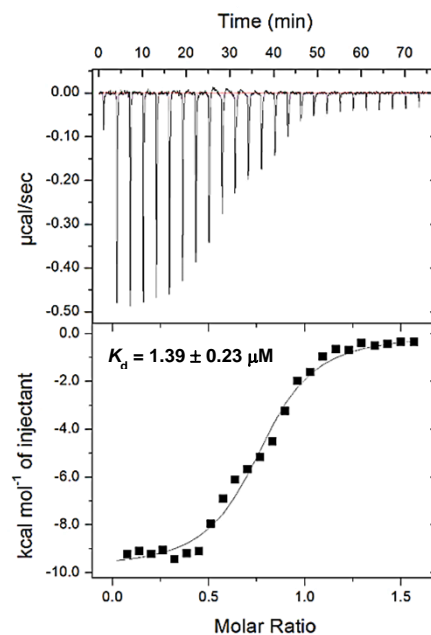 Time (min)
0 10 20 30 40 50 60 70
0.00
-0.10
-0.20
-0.30
-0.40
-0.50
µcal/sec
0.0
-2.0
-4.0
-6.0
-8.0
-10.0
kcal mol⁻¹ of injectant
K_d = 1.39 ± 0.23 µM
0.0 0.5 1.0 1.5
Molar Ratio